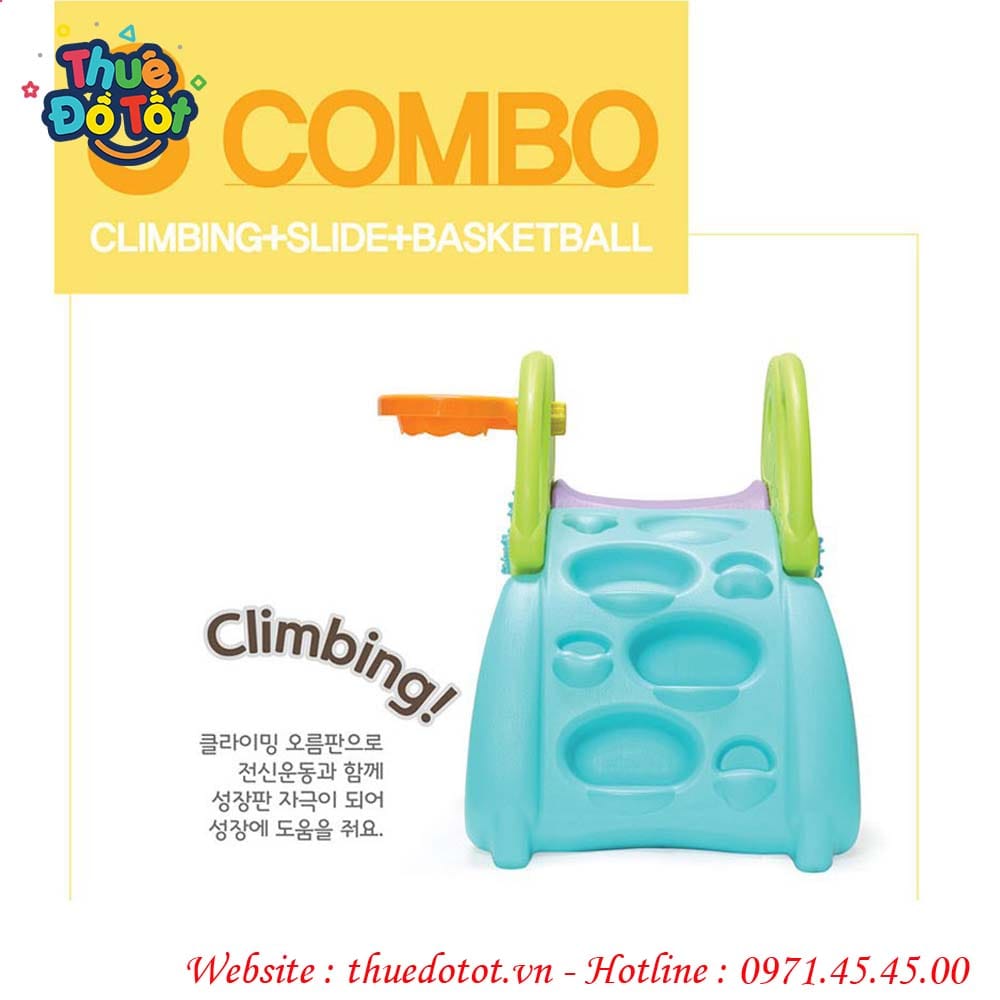 Thuê
Đồ Tốt
3 COMBO
CLIMBING+SLIDE+BASKETBALL
Climbing!
클라이밍 오름판으로
전신운동과 함께
성장판 자극이 되어
성장에 도움을 줘요.
Website : thuedotot.vn - Hotline : 0971.45.45.00